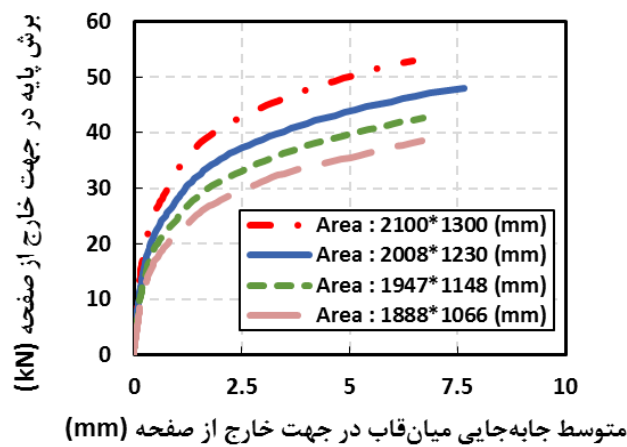 برش پایه در جهت خارج از صفحه (kN)
60
50
40
30
20
10
0
Area : 2100*1300 (mm)
Area : 2008*1230 (mm)
Area : 1947*1148 (mm)
Area : 1888*1066 (mm)
0 2.5 5 7.5 10
متوسط جابه‌جایی میان‌قاب در جهت خارج از صفحه (mm)